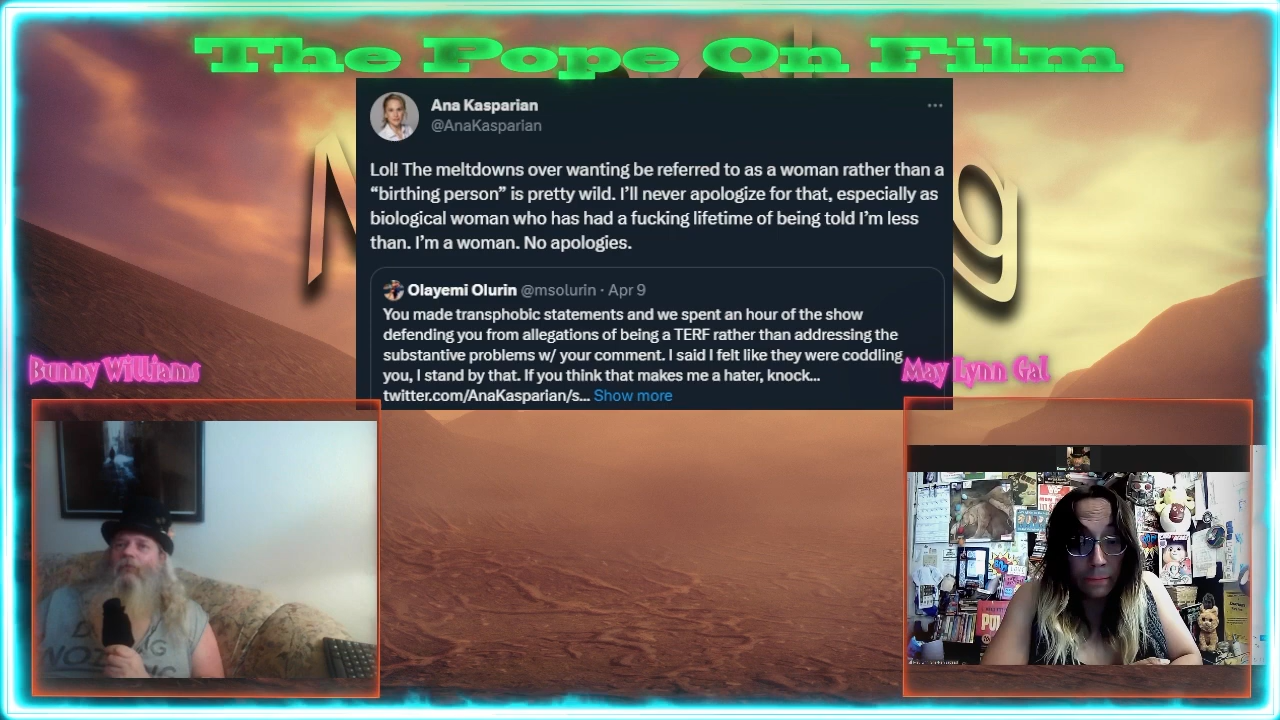 The Pope On Film
Ana Kasparian
@AnaKasparian
Lol! The meltdowns over wanting be referred to as a woman rather than a
“birthing person” is pretty wild. I’ll never apologize for that, especially as
biological woman who has had a fucking lifetime of being told I’m less
than. I’m a woman. No apologies.
Olayemi Olurin @msolurin · Apr 9
You made transphobic statements and we spent an hour of the show
defending you from allegations of being a TERF rather than addressing the
substantive problems w/ your comment. I said I felt like they were coddling
you, I stand by that. If you think that makes me a hater, knock...
twitter.com/AnaKasparian/s... Show more
Bunny Williams
May Lynn Gal